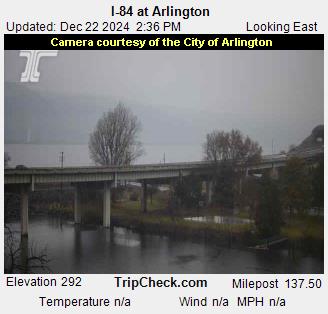 I-84 at Arlington
Updated: Dec 22 2024 2:36 PM Looking East
Camera courtesy of the City of Arlington
Elevation 292 TripCheck.com Milepost 137.50
Temperature n/a Wind n/a MPH n/a